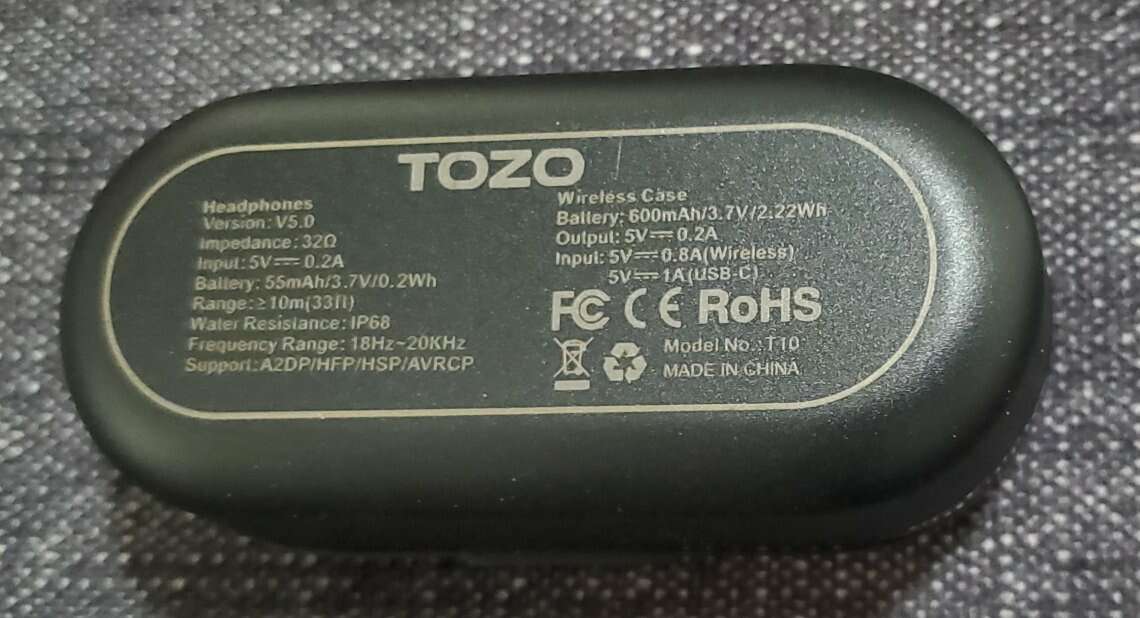 TOZO
Headphones
Version: V5.0
Impedance: 32Ω
Input: 5V⎓0.2A
Battery: 55mAh/3.7V/0.2Wh
Range: ≥10m(33ft)
Water Resistance: IP68
Frequency Range: 18Hz~20KHz
Support: A2DP/HFP/HSP/AVRCP
Wireless Case
Battery: 600mAh/3.7V/2.22Wh
Output: 5V⎓0.2A
Input: 5V⎓0.8A(Wireless)
5V⎓1A(USB-C)
FC CE RoHS
Model No.:T10
MADE IN CHINA